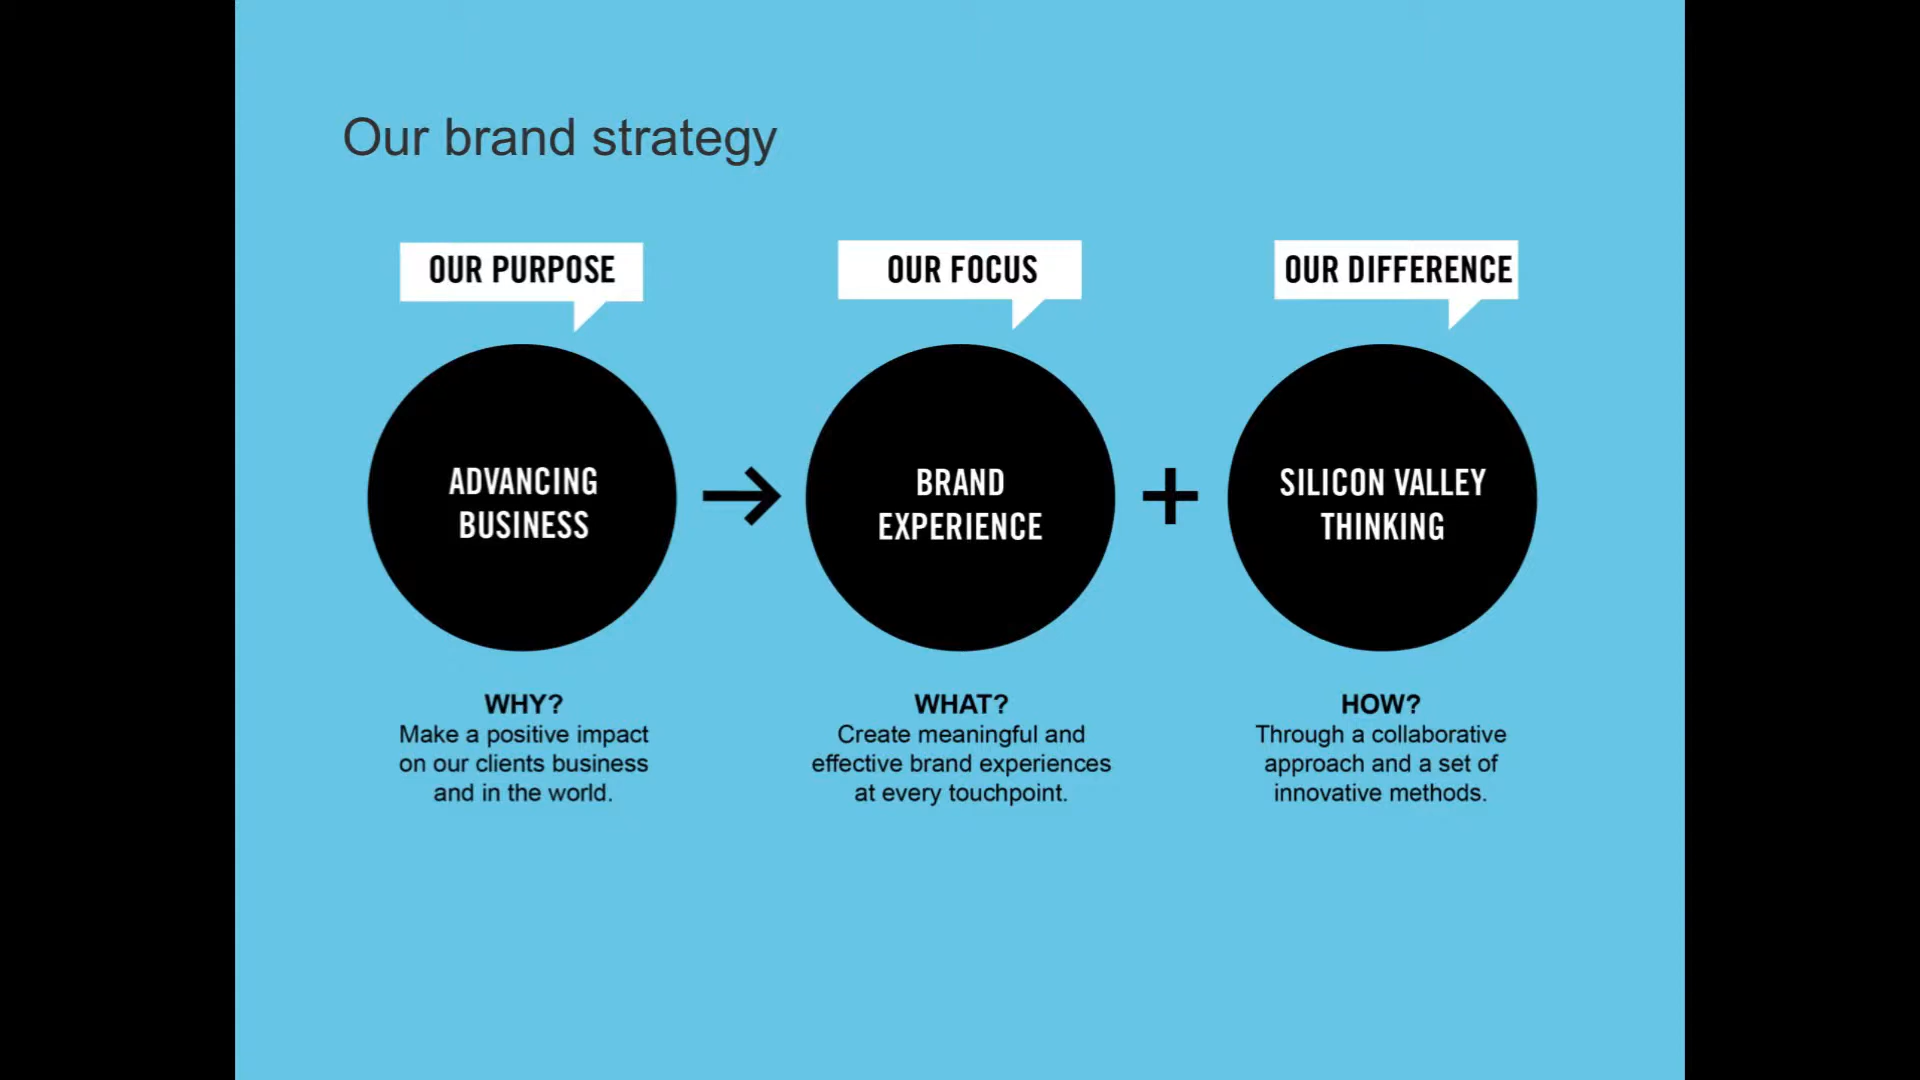 Our brand strategy
OUR PURPOSE
ADVANCING
BUSINESS
WHY?
Make a positive impact
on our clients business
and in the world.
OUR FOCUS
BRAND
EXPERIENCE
WHAT?
Create meaningful and
effective brand experiences
at every touchpoint.
OUR DIFFERENCE
SILICON VALLEY
THINKING
HOW?
Through a collaborative
approach and a set of
innovative methods.